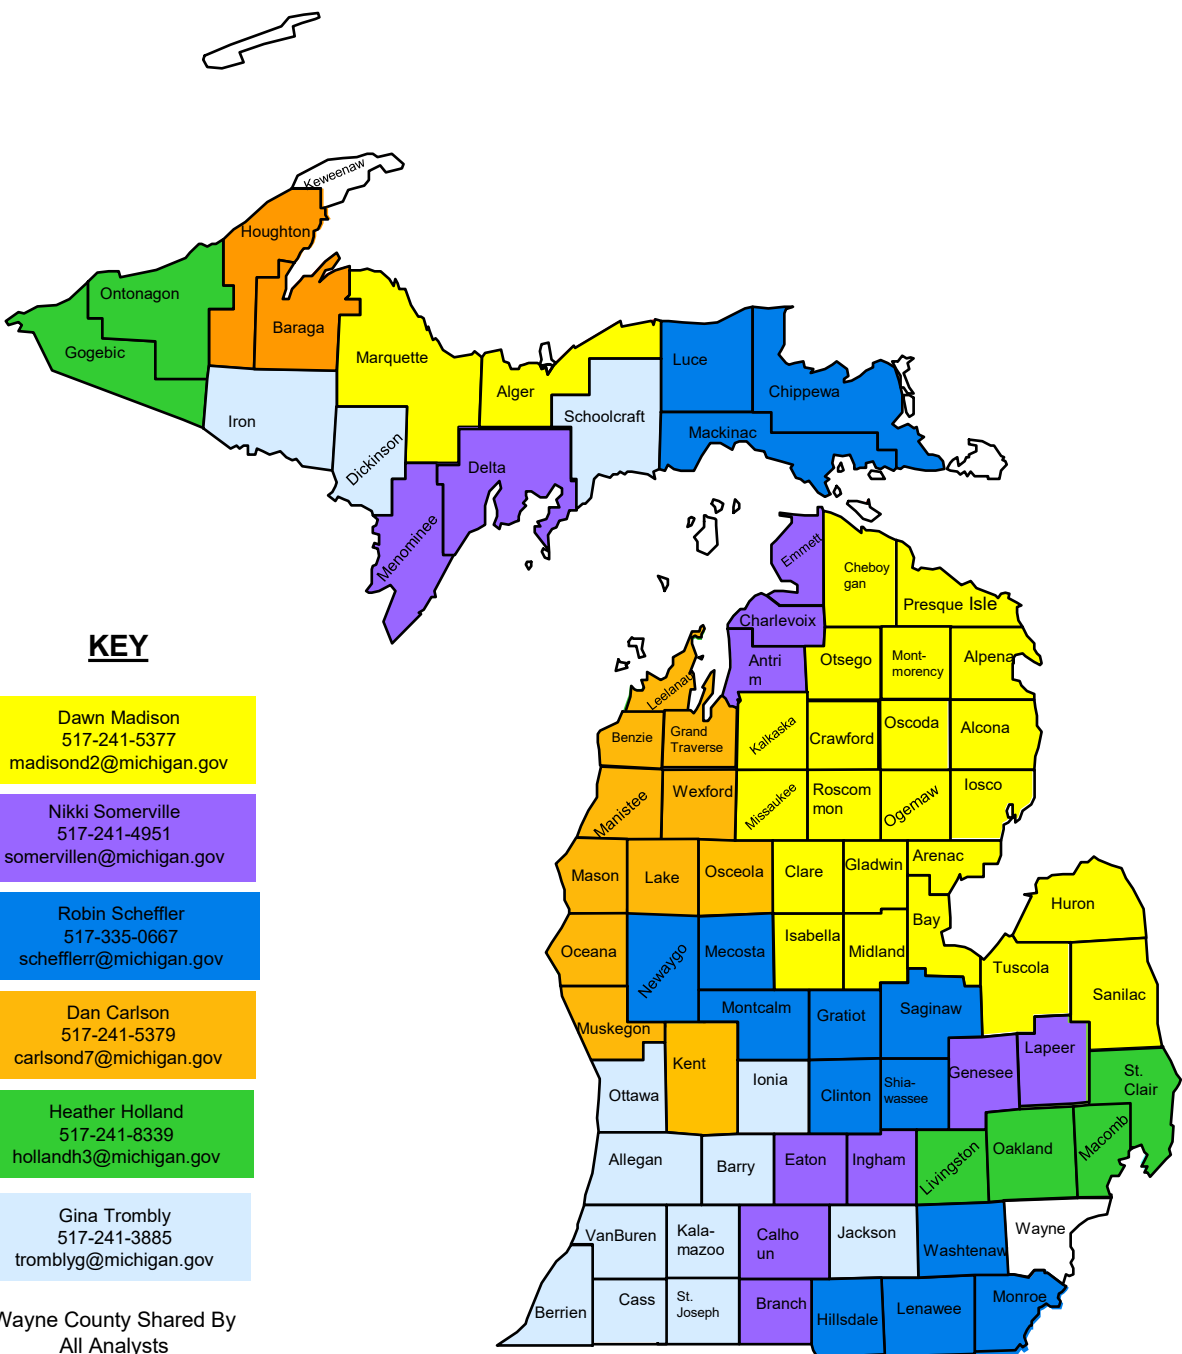 Keweenaw
Houghton
Ontonagon
Baraga
Gogebic
Marquette
Luce
Alger
Chippewa
Iron
Schoolcraft
Mackinac
Dickinson
Delta
Menominee
Emmett
Cheboy
gan
Presque Isle
Charlevoix
Antri
m
Otsego
Mont-
morency
Alpena
Leelanau
Benzie
Grand
Traverse
Kalkaska
Crawford
Oscoda
Alcona
Manistee
Wexford
Missaukee
Roscom
mon
Ogemaw
Iosco
Mason
Lake
Osceola
Clare
Gladwin
Arenac
Huron
Oceana
Newaygo
Mecosta
Isabella
Midland
Bay
Tuscola
Sanilac
Muskegon
Montcalm
Gratiot
Saginaw
Lapeer
Kent
Ottawa
Ionia
Clinton
Shia-
wassee
Genesee
St.
Clair
Allegan
Barry
Eaton
Ingham
Livingston
Oakland
Macomb
VanBuren
Kala-
mazoo
Calho
un
Jackson
Washtenaw
Wayne
Berrien
Cass
St.
Joseph
Branch
Hillsdale
Lenawee
Monroe
KEY
Dawn Madison
517-241-5377
madisond2@michigan.gov
Nikki Somerville
517-241-4951
somervillen@michigan.gov
Robin Scheffler
517-335-0667
schefflerr@michigan.gov
Dan Carlson
517-241-5379
carlsond7@michigan.gov
Heather Holland
517-241-8339
hollandh3@michigan.gov
Gina Trombly
517-241-3885
tromblyg@michigan.gov
Wayne County Shared By
All Analysts